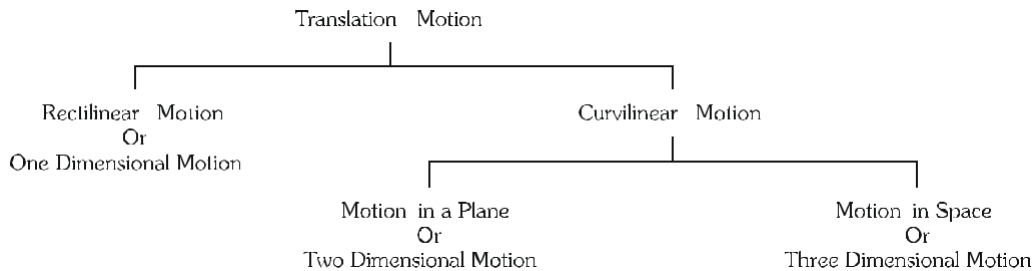 Translation Motion
Rectilinear Motion
Or
One Dimensional Motion
Curvilinear Motion
Motion in a Plane
Or
Two Dimensional Motion
Motion in Space
Or
Three Dimensional Motion